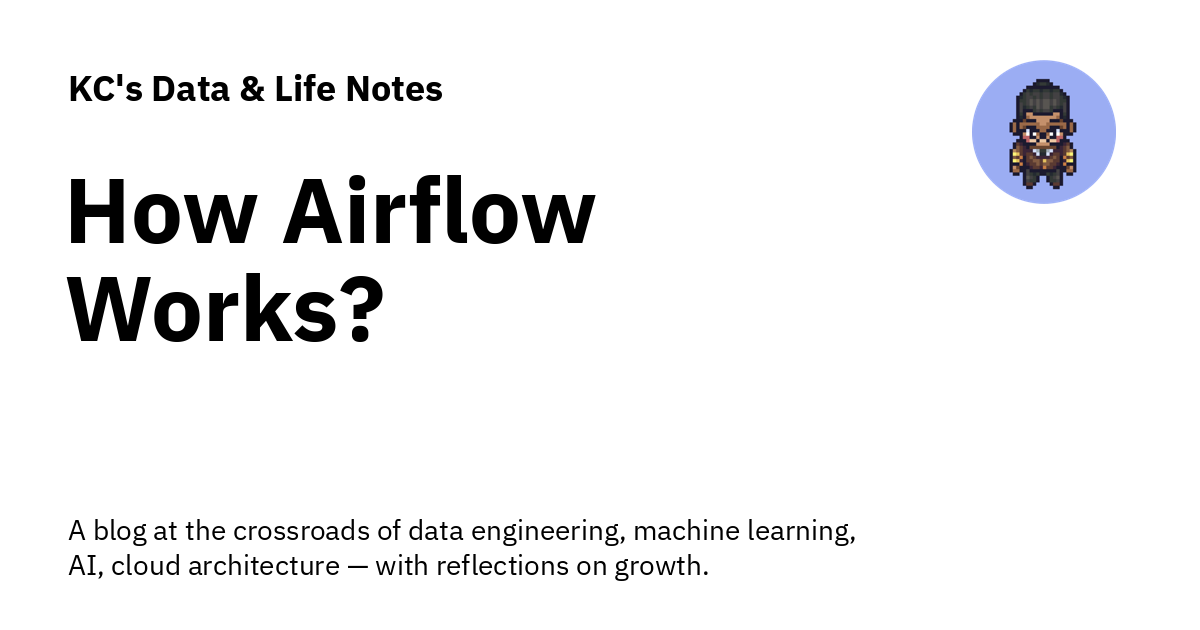 KC's Data & Life Notes
How Airflow
Works?
A blog at the crossroads of data engineering, machine learning,
AI, cloud architecture — with reflections on growth.